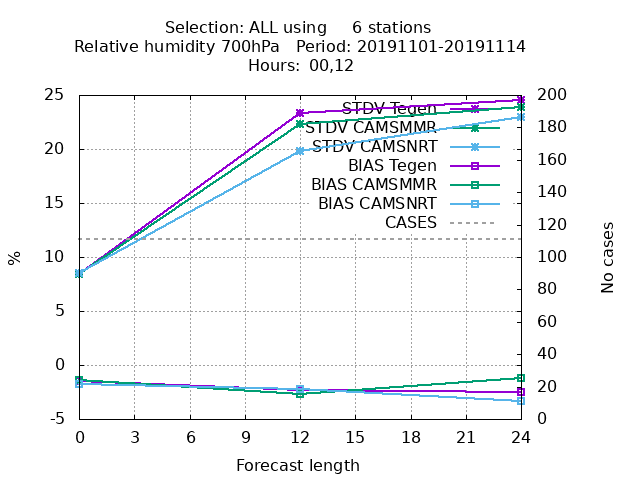 Selection: ALL using     6 stations
Relative humidity 700hPa   Period: 20191101-20191114
Hours: 00,12
25
20
15
10
5
0
-5
%
200
180
160
140
120
100
80
60
40
20
0
No cases
STDV Tegen
STDV CAMSMMR
STDV CAMSNRT
BIAS Tegen
BIAS CAMSMMR
BIAS CAMSNRT
CASES
0 3 6 9 12 15 18 21 24
Forecast length